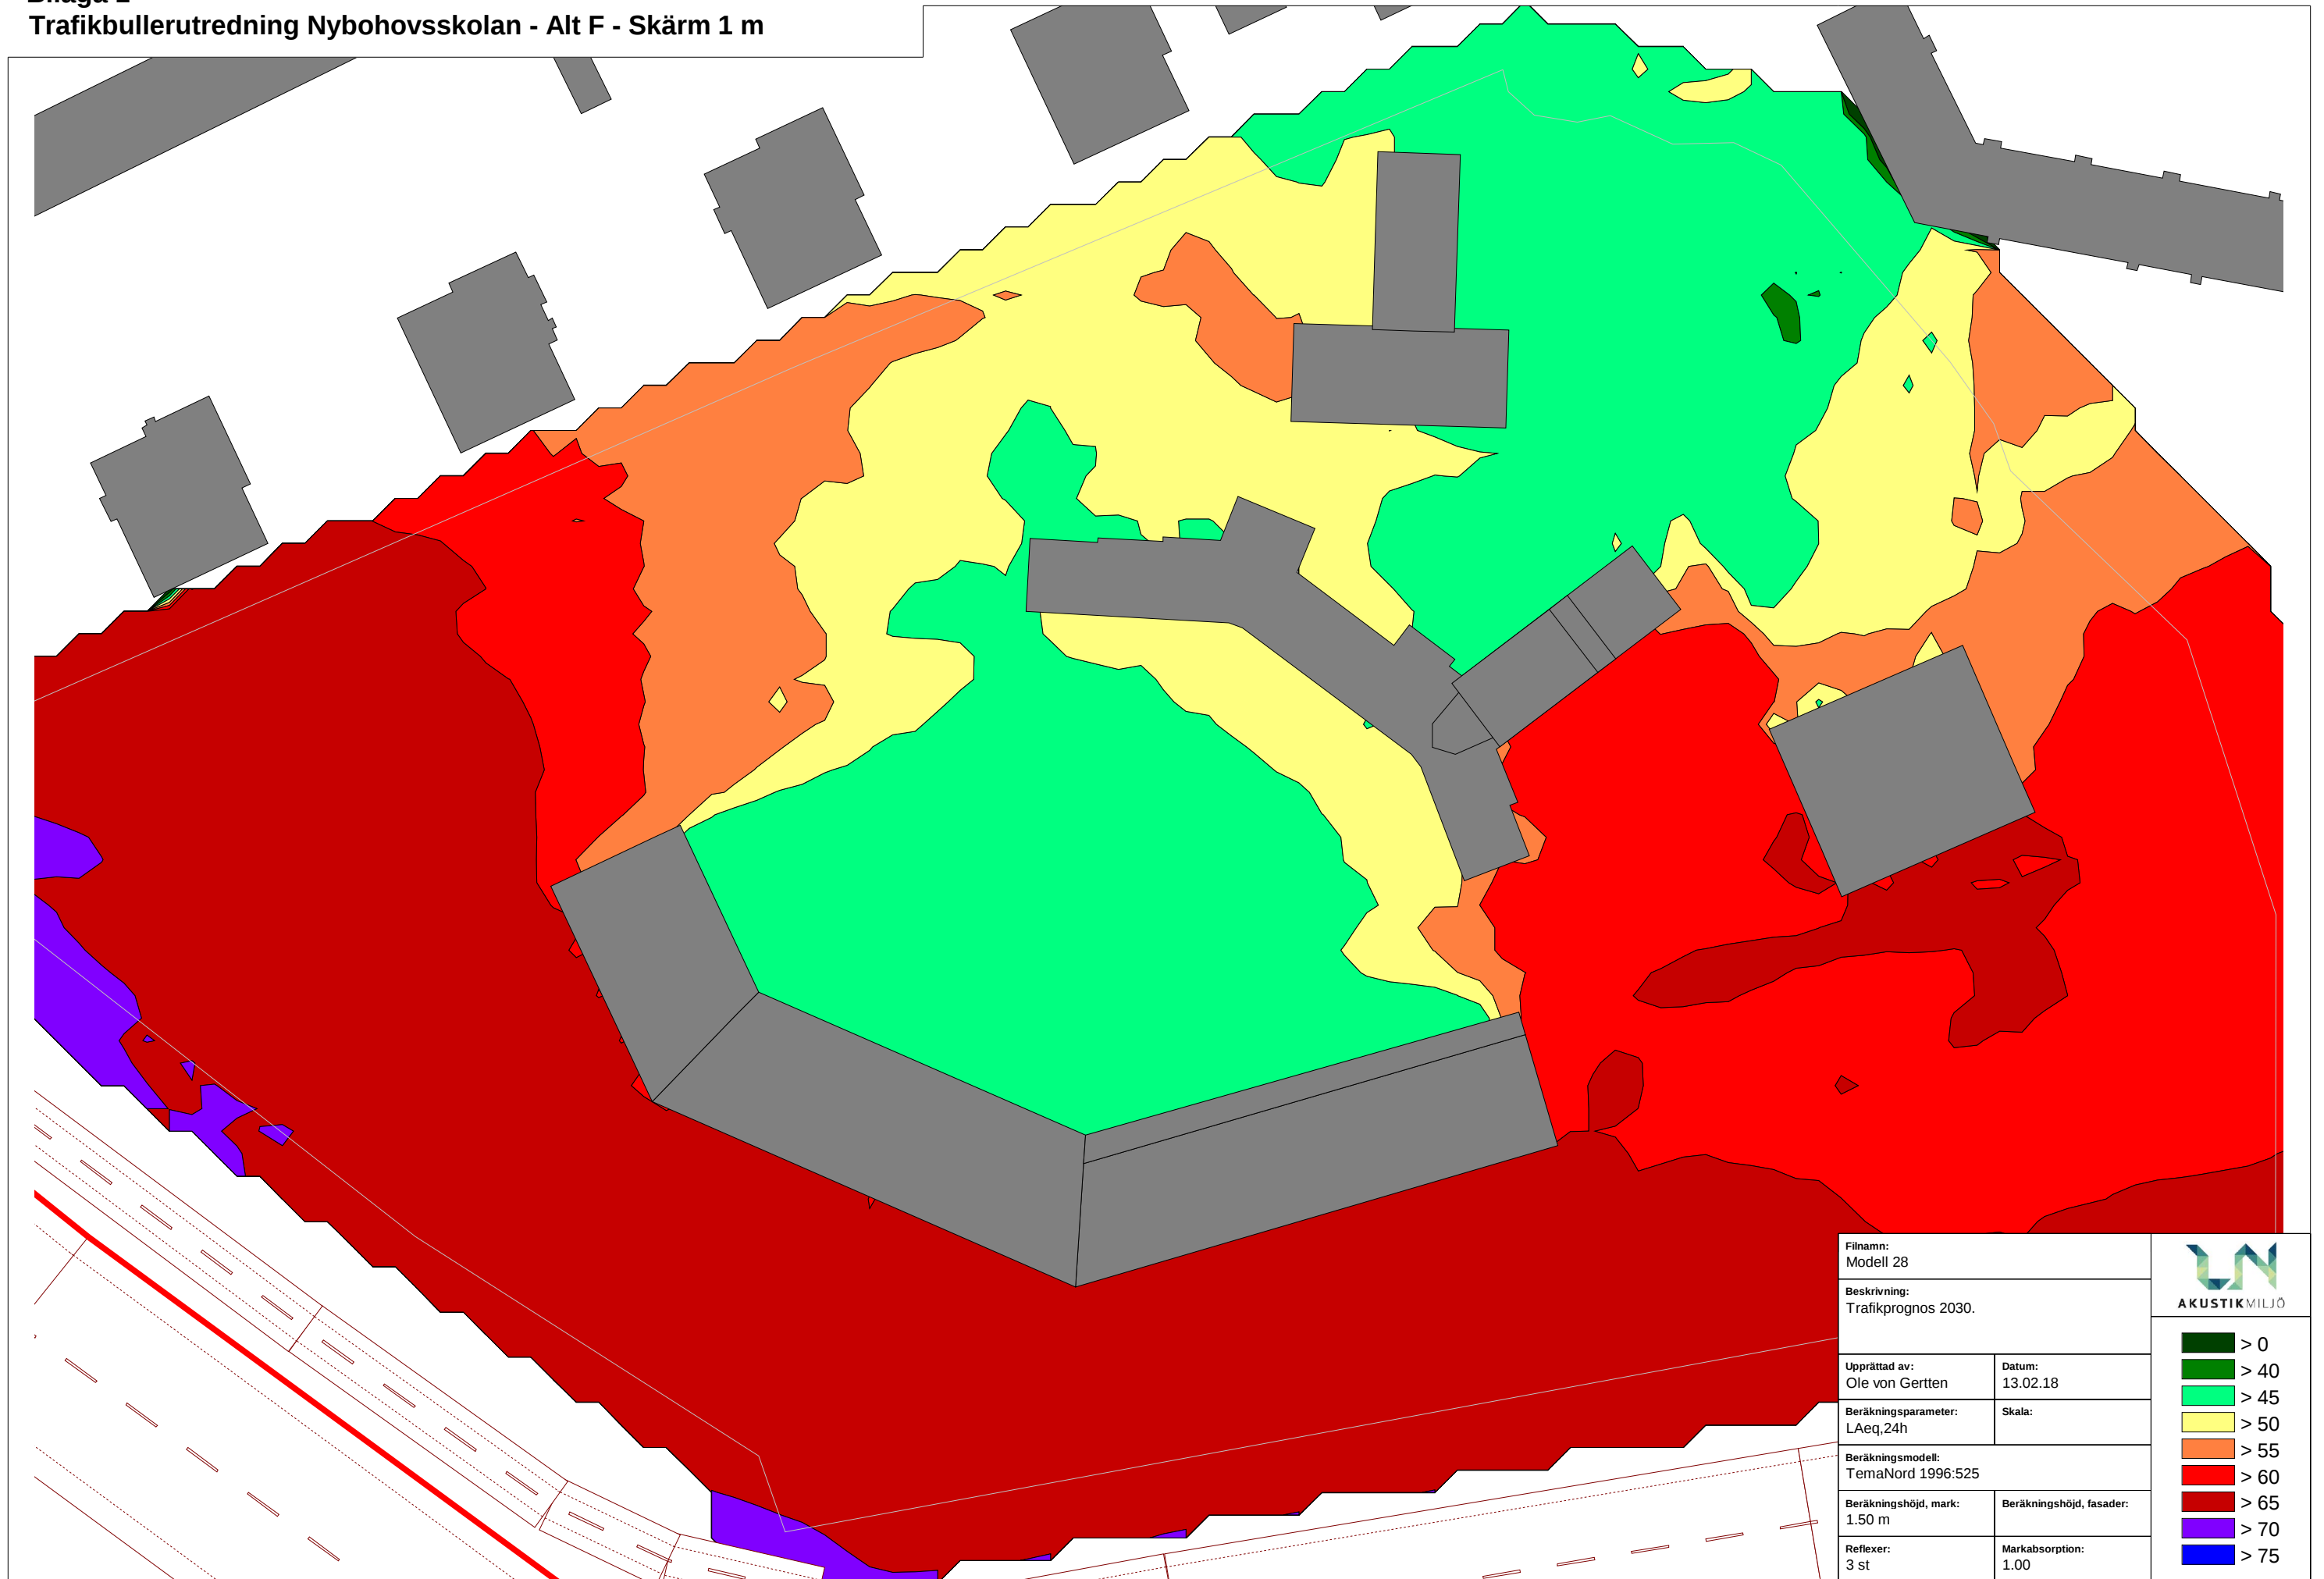 Trafikbullerutredning Nybohovsskolan - Alt F - Skärm 1 m
Filnamn:
Modell 28
Beskrivning:
Trafikprognos 2030.
Upprättad av:
Ole von Gertten
Datum:
13.02.18
Beräkningsparameter:
LAeq,24h
Skala:
Beräkningsmodell:
TemaNord 1996:525
Beräkningshöjd, mark:
1.50 m
Beräkningshöjd, fasader:
Reflexer:
3 st
Markabsorption:
1.00
AKUSTIKMILJÖ
> 0
> 40
> 45
> 50
> 55
> 60
> 65
> 70
> 75